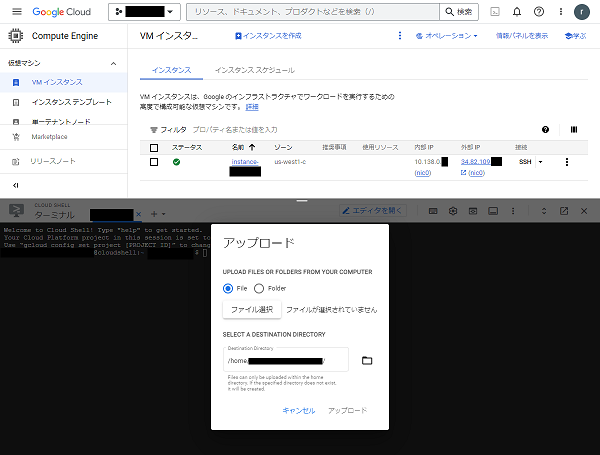 Google Cloud
リソース、ドキュメント、プロダクトなどを検索（/）
検索
r
Compute Engine
VM インスタ...
インスタンスを作成
オペレーション
情報パネルを表示
学ぶ
仮想マシン
VM インスタンス
インスタンス テンプレート
単一テナントノード
Marketplace
リリースノート
インスタンス
インスタンス スケジュール
VM インスタンスは、Google のインフラストラクチャでワークロードを実行するための
高度で構成可能な仮想マシンです。 詳細
フィルタ プロパティ名または値を入力
ステータス 名前 ゾーン 推奨事項 使用リソース 内部 IP 外部 IP 接続
instance- us-west1-c 10.138.0. 34.82.109 SSH
(nic0) (nic0)
CLOUD SHELL
ターミナル
エディタを開く
Welcome to Cloud Shell! Type "help" to get started.
Your Cloud Platform project in this session is set to
Use "gcloud config set project [PROJECT_ID]" to chang
@cloudshell:~ $
アップロード
UPLOAD FILES OR FOLDERS FROM YOUR COMPUTER
File
Folder
ファイル選択 ファイルが選択されていません
SELECT A DESTINATION DIRECTORY
Destination Directory
/home/ /
Files can only be uploaded within the home
directory. If the specified directory does not exist,
it will be created.
キャンセル アップロード